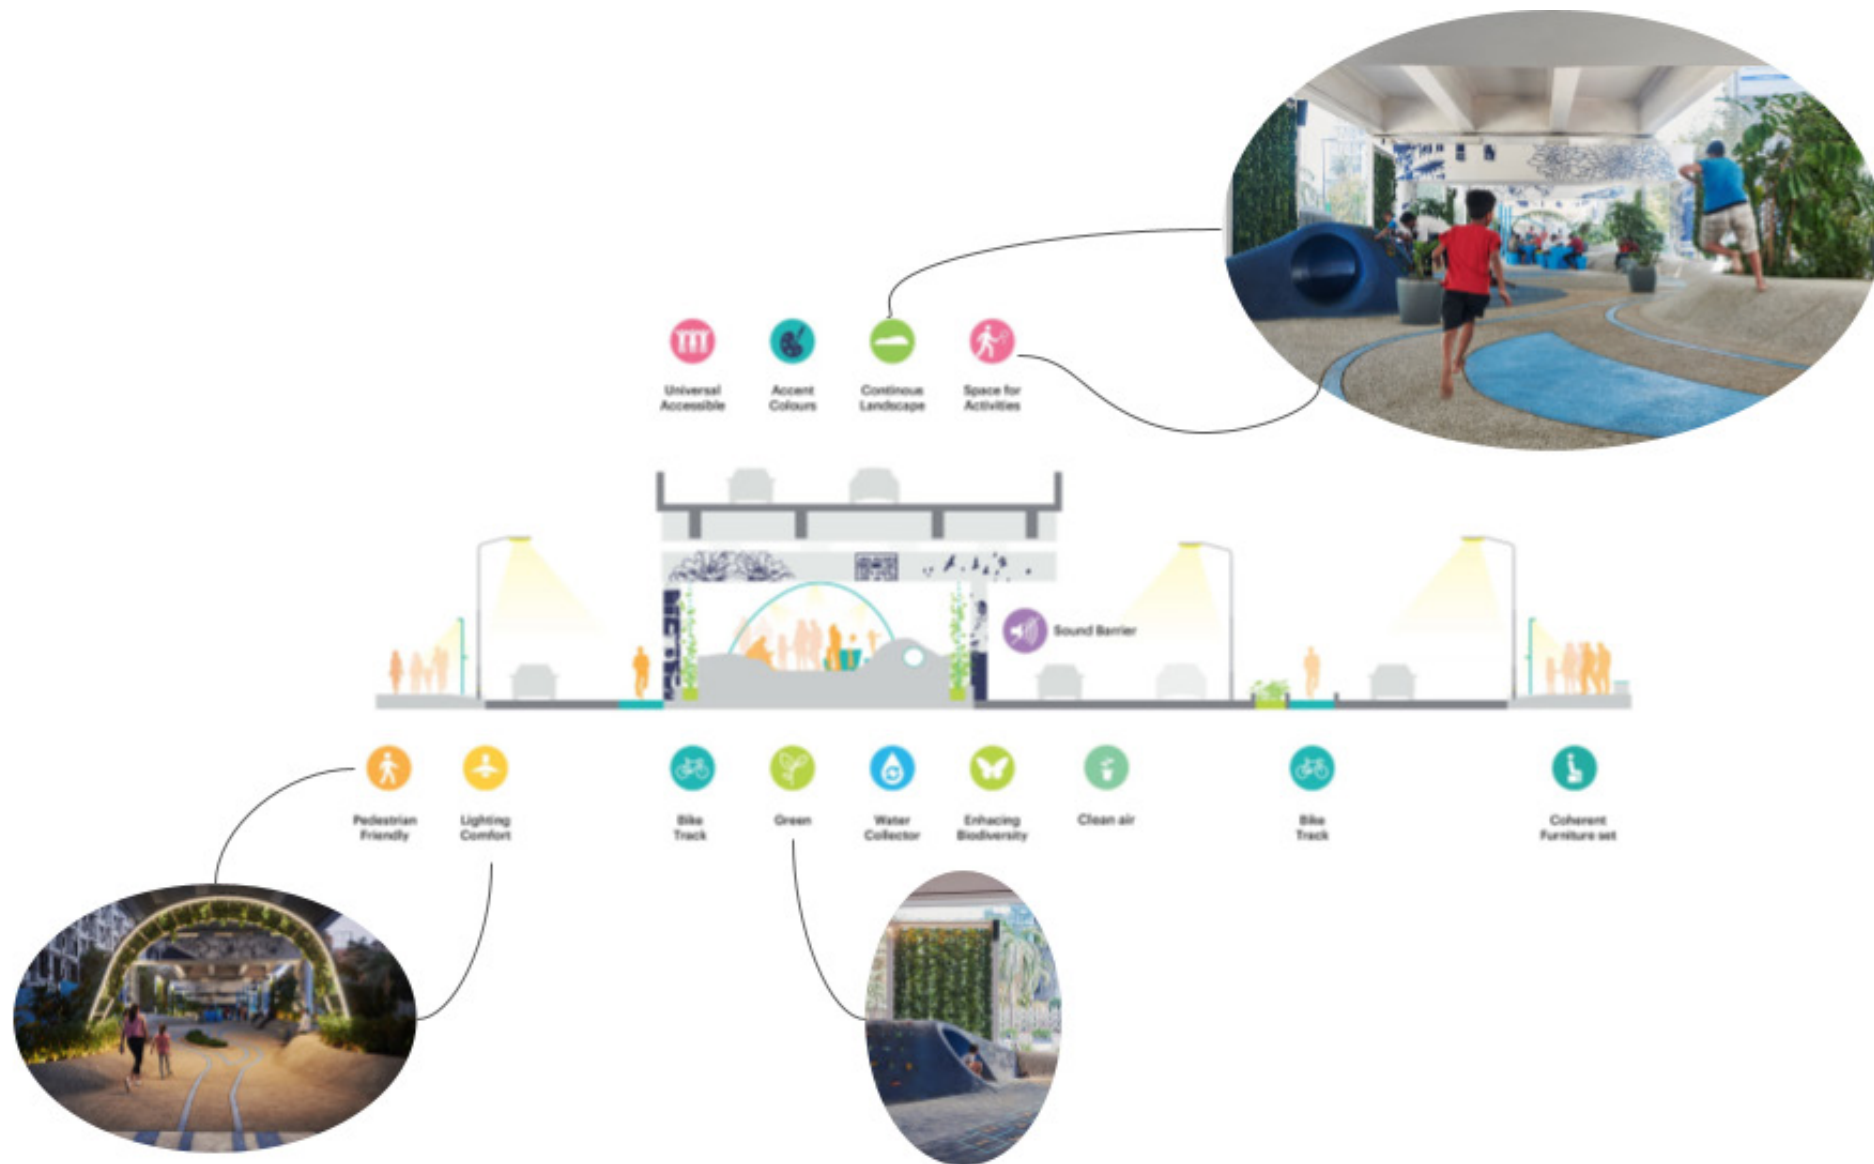 Universal
Accessible
Accent
Colours
Continous
Landscape
Space for
Activities
Sound Barrier
Pedestrian
Friendly
Lighting
Comfort
Bike
Track
Green
Water
Collector
Enhacing
Biodiversity
Clean air
Bike
Track
Coherent
Furniture set